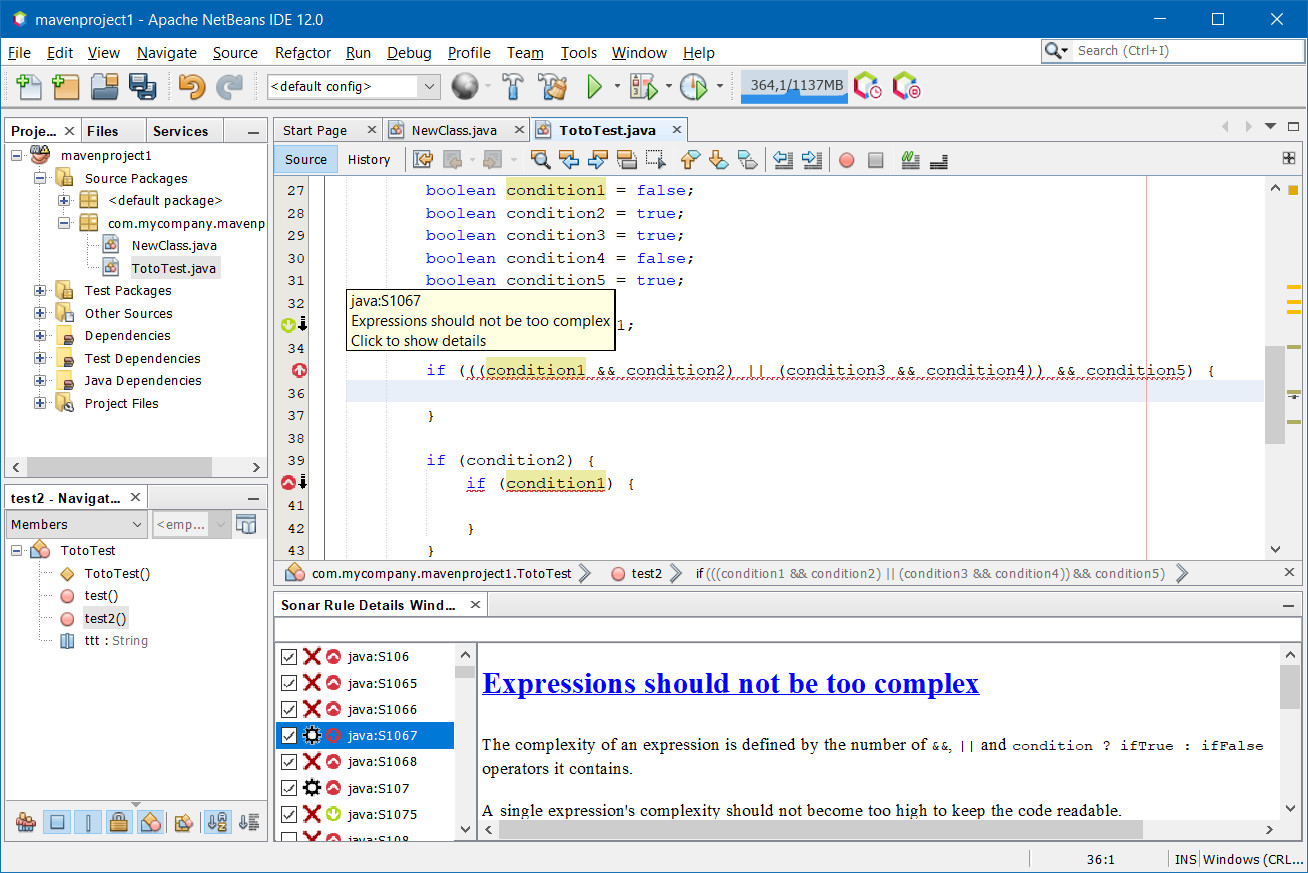 mavenproject1 - Apache NetBeans IDE 12.0
File Edit View Navigate Source Refactor Run Debug Profile Team Tools Window Help
Search (Ctrl+I)
<default config>
364,1/1137MB
Proje... Files Services
mavenproject1
Source Packages
<default package>
com.mycompany.mavenp
NewClass.java
TotoTest.java
Test Packages
Other Sources
Dependencies
Test Dependencies
Java Dependencies
Project Files
test2 - Navigat...
Members
<emp...
TotoTest
TotoTest()
test()
test2()
ttt : String
Start Page NewClass.java TotoTest.java
Source History
27 boolean condition1 = false;
28 boolean condition2 = true;
29 boolean condition3 = true;
30 boolean condition4 = false;
31 boolean condition5 = true;
32
java:S1067
Expressions should not be too complex
Click to show details
1;
34
if (((condition1 && condition2) || (condition3 && condition4)) && condition5) {
36
37 }
38
39 if (condition2) {
if (condition1) {
41
42 }
43 }
com.mycompany.mavenproject1.TotoTest test2 if (((condition1 && condition2) || (condition3 && condition4)) && condition5)
Sonar Rule Details Wind...
java:S106
java:S1065
java:S1066
java:S1067
java:S1068
java:S107
java:S1075
java:S108
Expressions should not be too complex
The complexity of an expression is defined by the number of &&, || and condition ? ifTrue : ifFalse
operators it contains.
A single expression's complexity should not become too high to keep the code readable.
36:1 INS Windows (CRL...